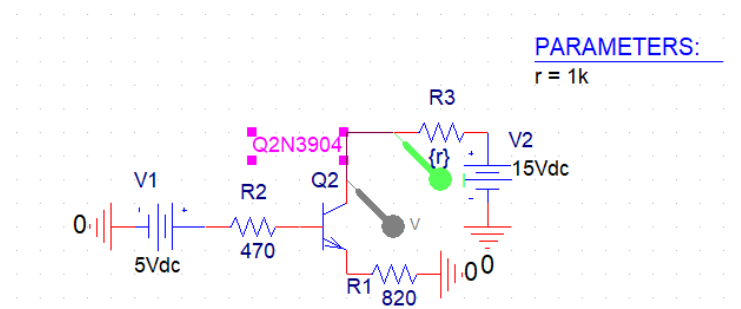 PARAMETERS:
r = 1k
R3
Q2N3904
{r}
V2
15Vdc
+
-
V1
R2
Q2
0
-
+
V
5Vdc
470
R1
820
0
0